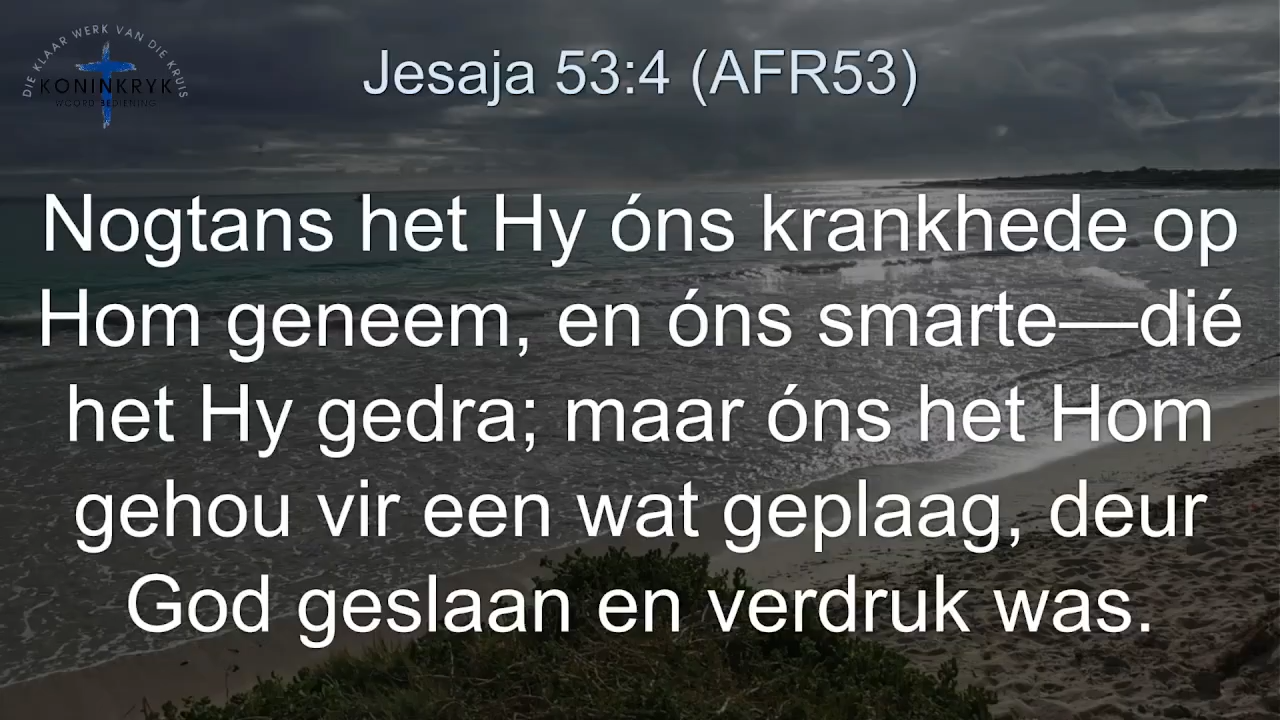 DIE KLAAR WERK VAN DIE KRUIS
KONINKRYK
WOORD BEDIENING
Jesaja 53:4 (AFR53)
Nogtans het Hy óns krankhede op
Hom geneem, en óns smarte—dié
het Hy gedra; maar óns het Hom
gehou vir een wat geplaag, deur
God geslaan en verdruk was.